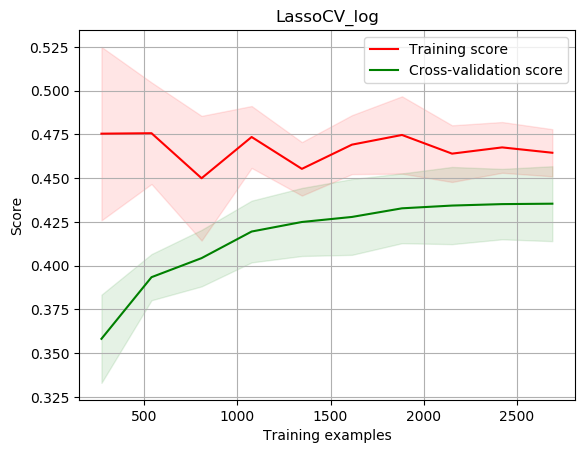 LassoCV_log
Training score
Cross-validation score
Score
0.525
0.500
0.475
0.450
0.425
0.400
0.375
0.350
0.325
500 1000 1500 2000 2500
Training examples